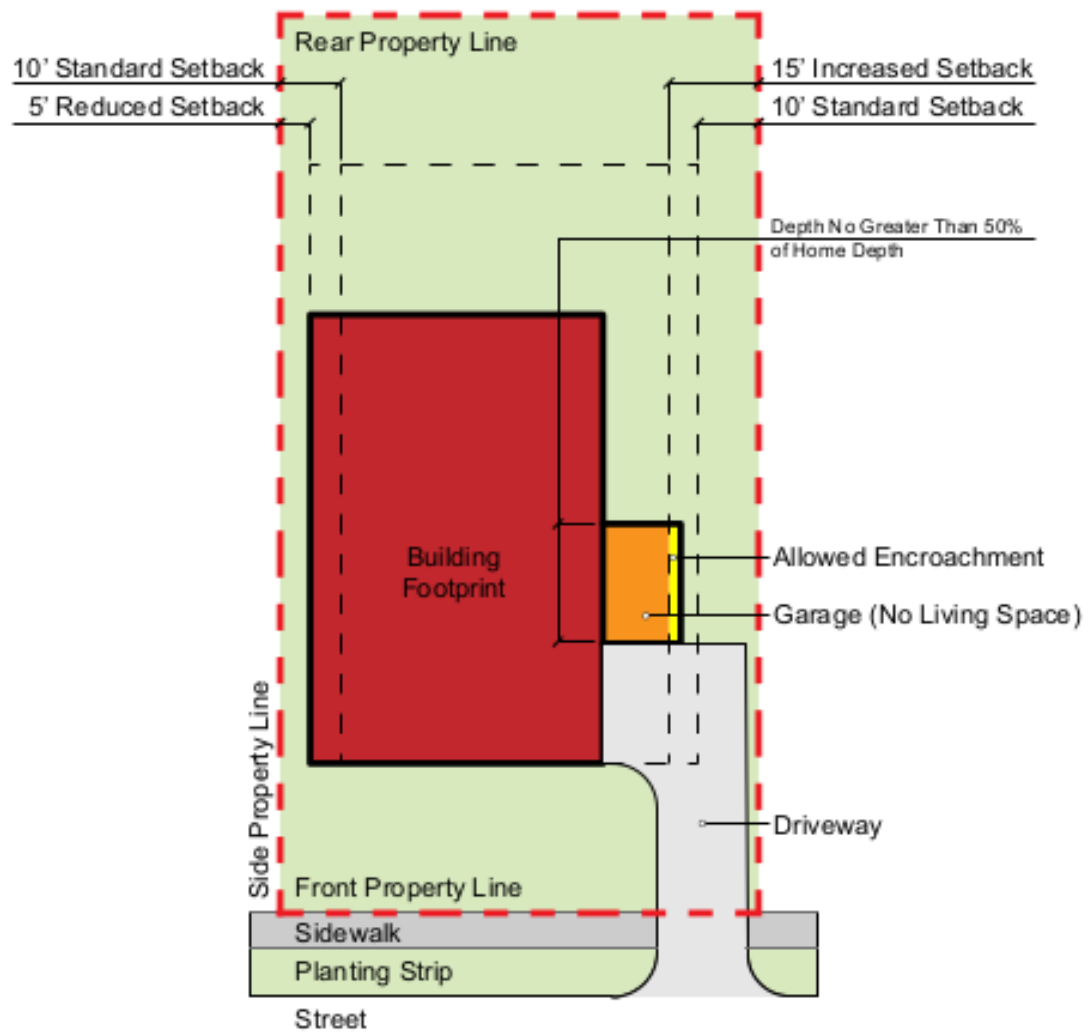 Rear Property Line
10' Standard Setback
5' Reduced Setback
15' Increased Setback
10' Standard Setback
Depth No Greater Than 50%
of Home Depth
Building
Footprint
Allowed Encroachment
Garage (No Living Space)
Side Property Line
Driveway
Front Property Line
Sidewalk
Planting Strip
Street